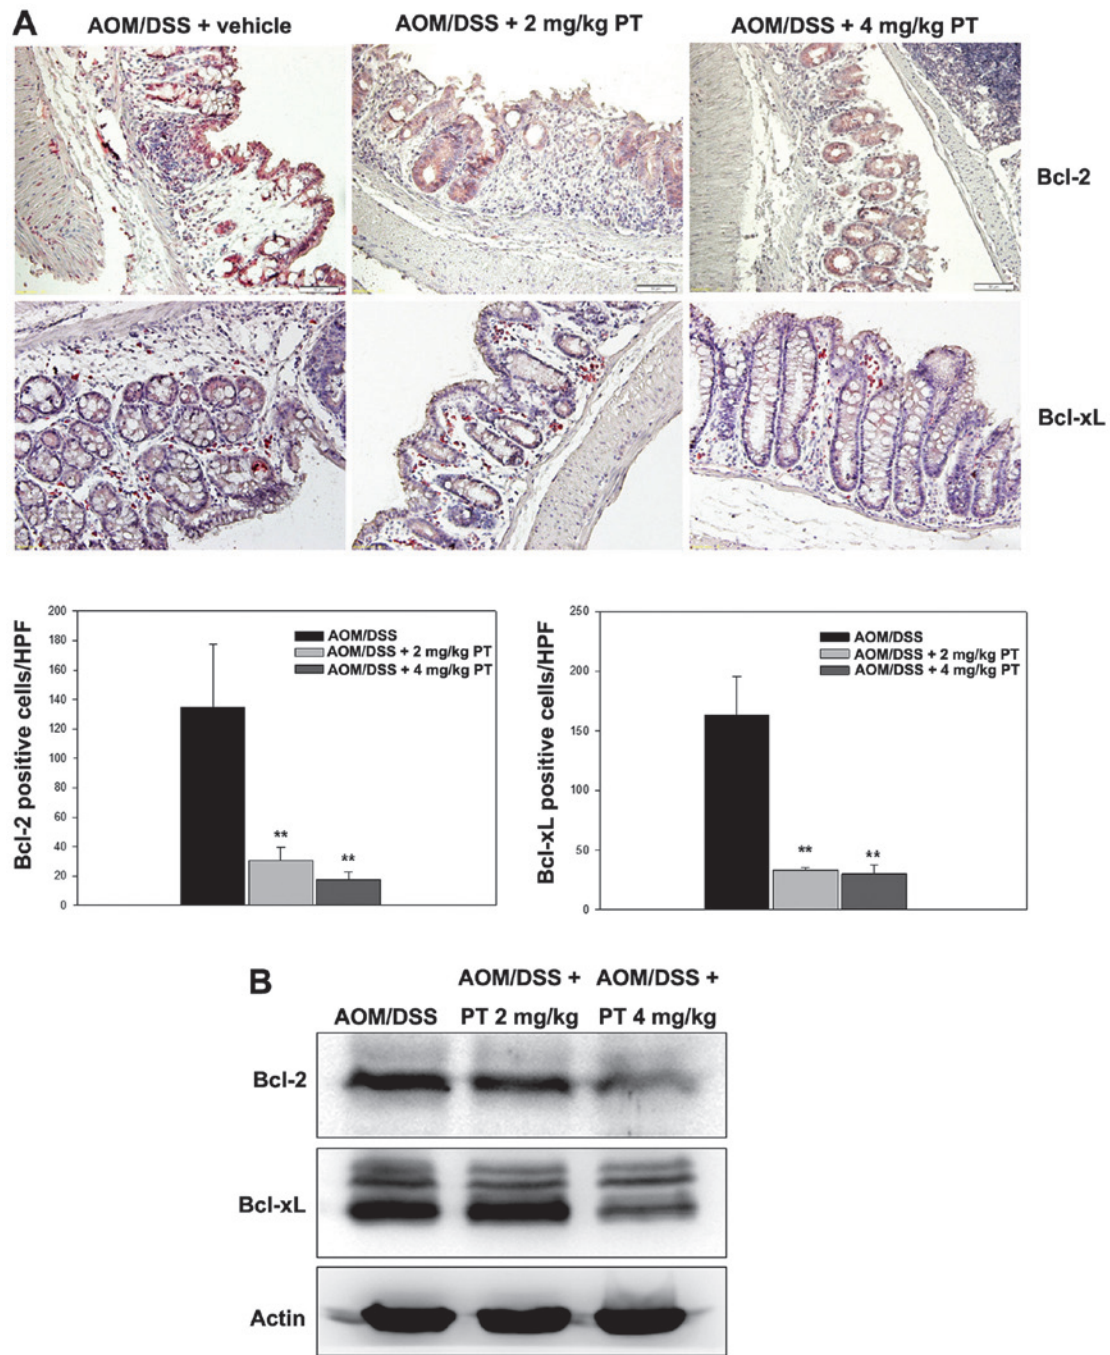 A
AOM/DSS + vehicle
AOM/DSS + 2 mg/kg PT
AOM/DSS + 4 mg/kg PT
Bcl-2
Bcl-xL
Bcl-2 positive cells/HPF
200
180
160
140
120
100
80
60
40
20
0
AOM/DSS
AOM/DSS + 2 mg/kg PT
AOM/DSS + 4 mg/kg PT
**
**
Bcl-xL positive cells/HPF
250
200
150
100
50
0
AOM/DSS
AOM/DSS + 2 mg/kg PT
AOM/DSS + 4 mg/kg PT
**
**
B
AOM/DSS
AOM/DSS +
PT 2 mg/kg
AOM/DSS +
PT 4 mg/kg
Bcl-2
Bcl-xL
Actin